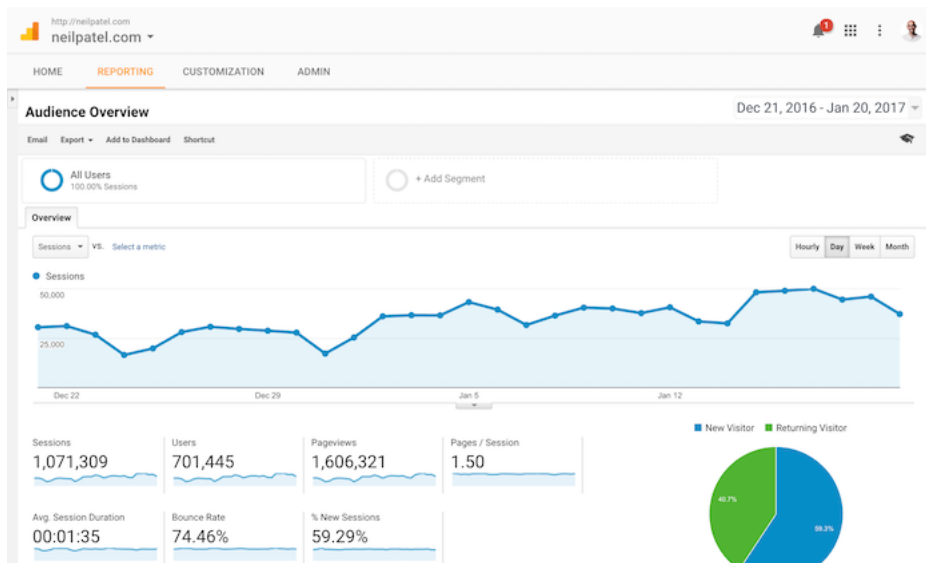 http://neilpatel.com
neilpatel.com
1
HOME REPORTING CUSTOMIZATION ADMIN
Audience Overview
Dec 21, 2016 - Jan 20, 2017
Email Export Add to Dashboard Shortcut
All Users
100.00% Sessions
+ Add Segment
Overview
Sessions VS. Select a metric
Hourly Day Week Month
Sessions
50,000
25,000
Dec 22 Dec 29 Jan 5 Jan 12
New Visitor Returning Visitor
Sessions Users Pageviews Pages / Session
1,071,309 701,445 1,606,321 1.50
40.7%
59.3%
Avg. Session Duration Bounce Rate % New Sessions
00:01:35 74.46% 59.29%